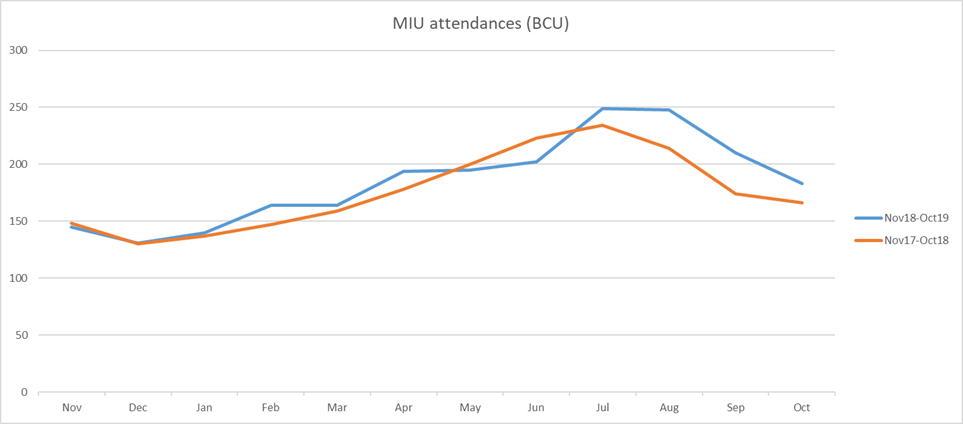 MIU attendances (BCU)
300
250
200
150
100
50
0
Nov Dec Jan Feb Mar Apr May Jun Jul Aug Sep Oct
Nov18-Oct19
Nov17-Oct18